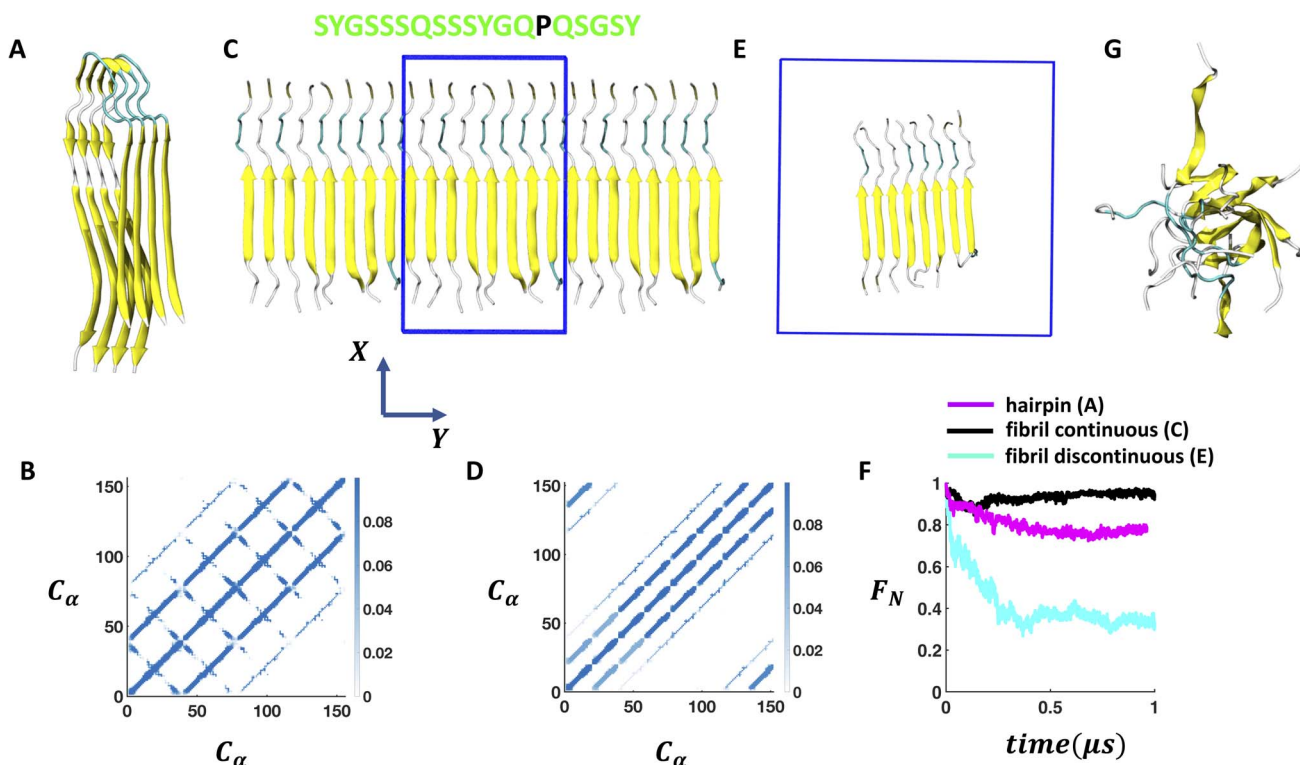 SYGSSSQSSSYGQPQSGSY
A
C
E
G
X
Y
hairpin (A)
fibril continuous (C)
fibril discontinuous (E)
B
D
F
150
100
50
0
0.08
0.06
0.04
0.02
0
Cα
0 50 100 150
Cα
150
100
50
0
0.08
0.06
0.04
0.02
0
Cα
0 50 100 150
Cα
1
0.8
0.6
0.4
0.2
0
F_N
0 0.5 1
time(μs)